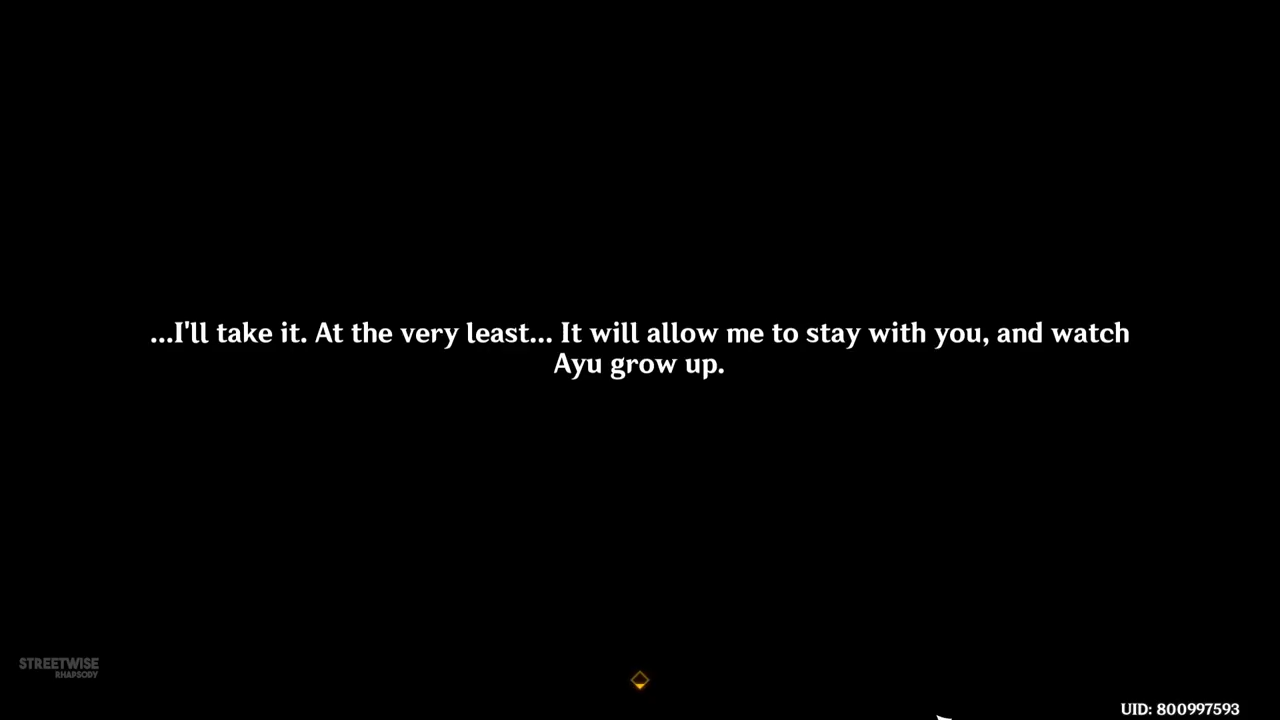 ...I'll take it. At the very least... It will allow me to stay with you, and watch
Ayu grow up.
STREETWISE
RHAPSODY
UID: 800997593